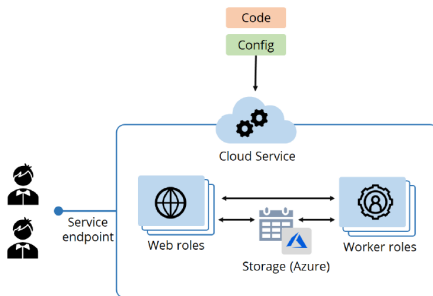 Code
Config
Cloud Service
Service
endpoint
Web roles
Storage (Azure)
Worker roles